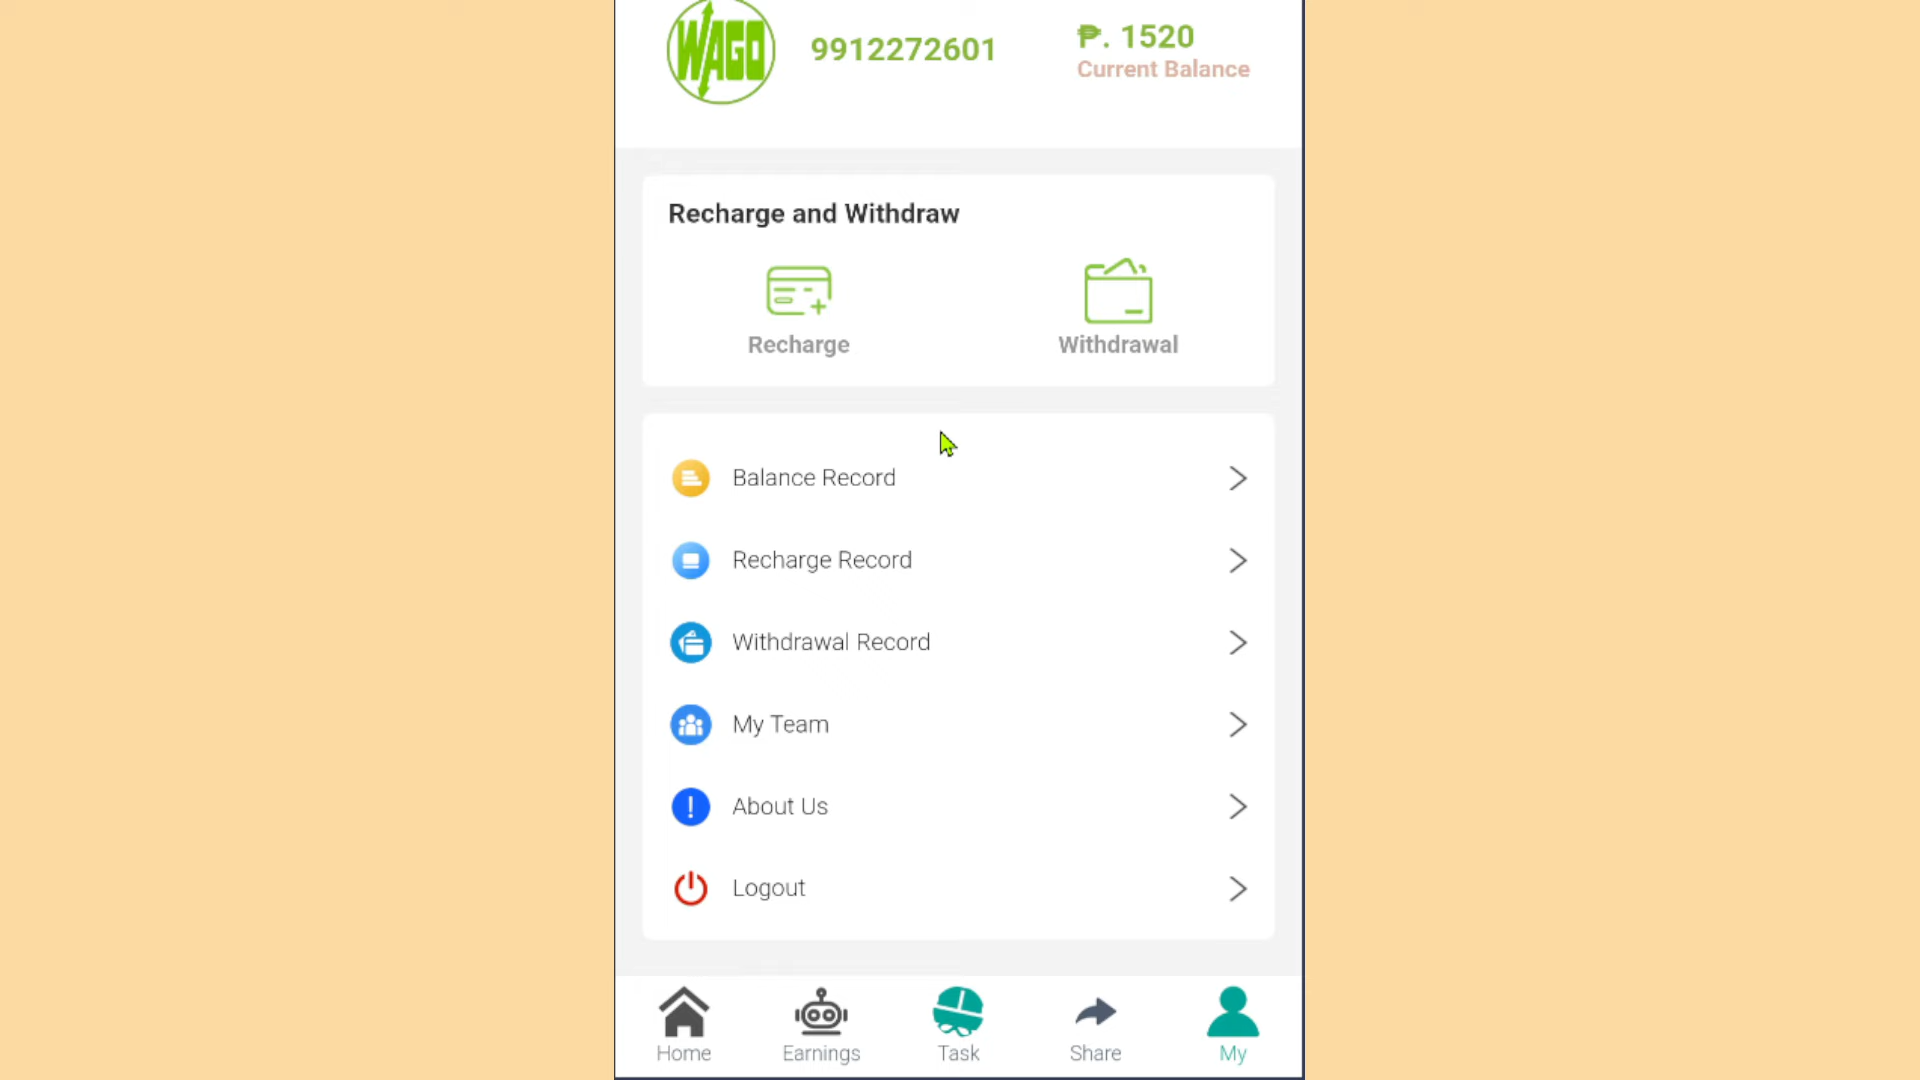 WAGO
9912272601
₱. 1520
Current Balance
Recharge and Withdraw
Recharge
Withdrawal
Balance Record
Recharge Record
Withdrawal Record
My Team
About Us
Logout
Home
Earnings
Task
Share
My